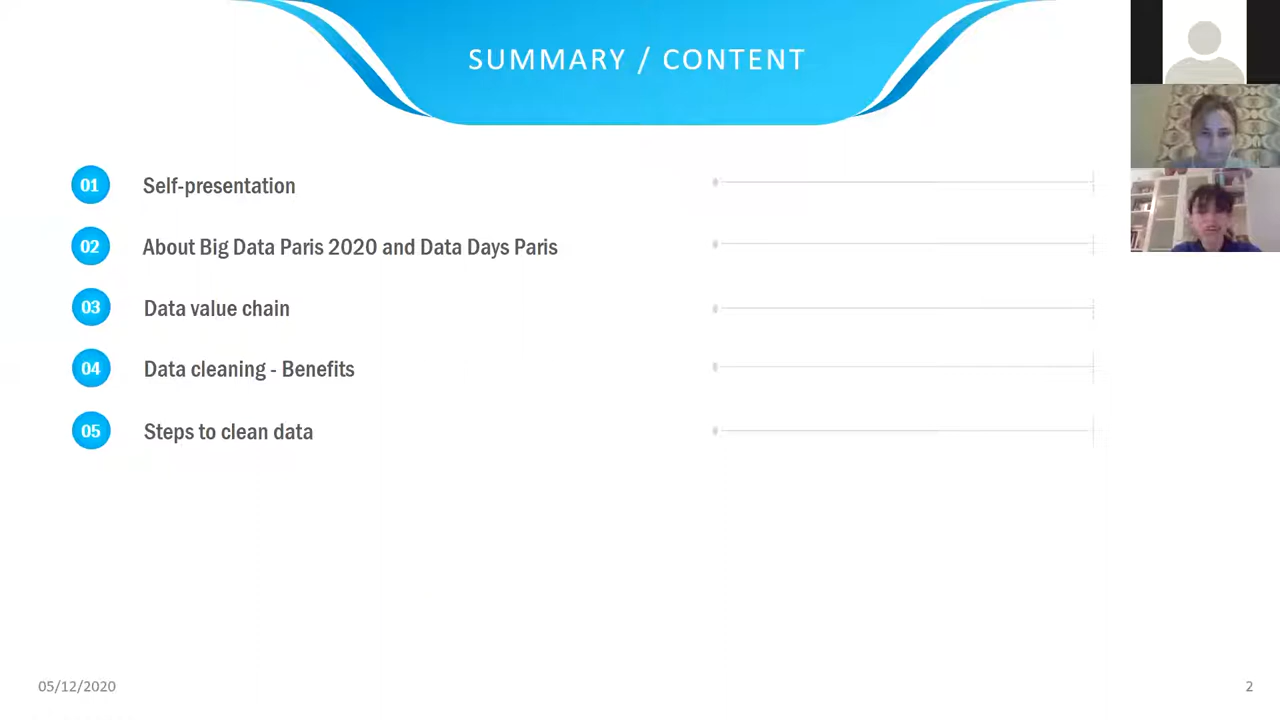 SUMMARY / CONTENT
01 Self-presentation
02 About Big Data Paris 2020 and Data Days Paris
03 Data value chain
04 Data cleaning - Benefits
05 Steps to clean data
05/12/2020
2